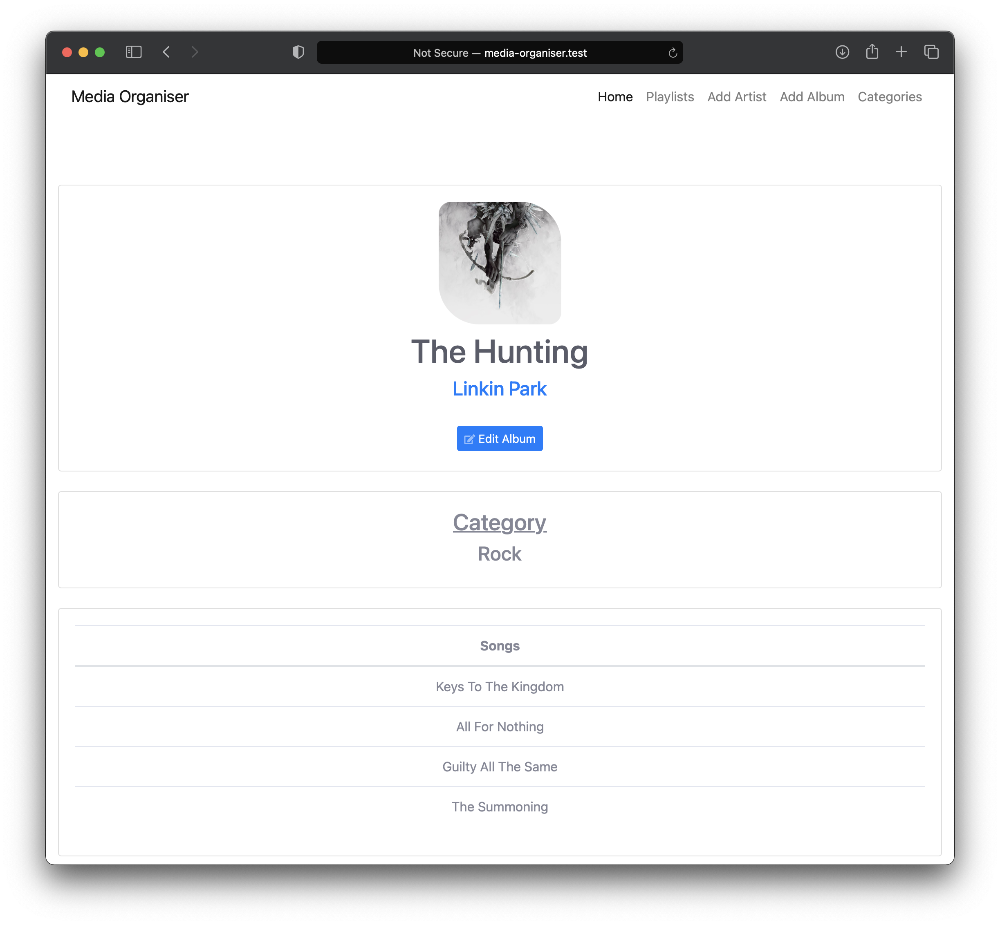 Not Secure — media-organiser.test
Media Organiser
Home Playlists Add Artist Add Album Categories
The Hunting
Linkin Park
Edit Album
Category
Rock
Songs
Keys To The Kingdom
All For Nothing
Guilty All The Same
The Summoning